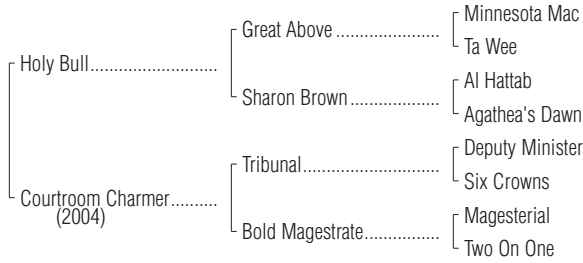 Minnesota Mac
Great Above
Ta Wee
Holy Bull
Al Hattab
Sharon Brown
Agathea's Dawn
Deputy Minister
Tribunal
Six Crowns
Courtroom Charmer
(2004)
Magesterial
Bold Magestrate
Two On One